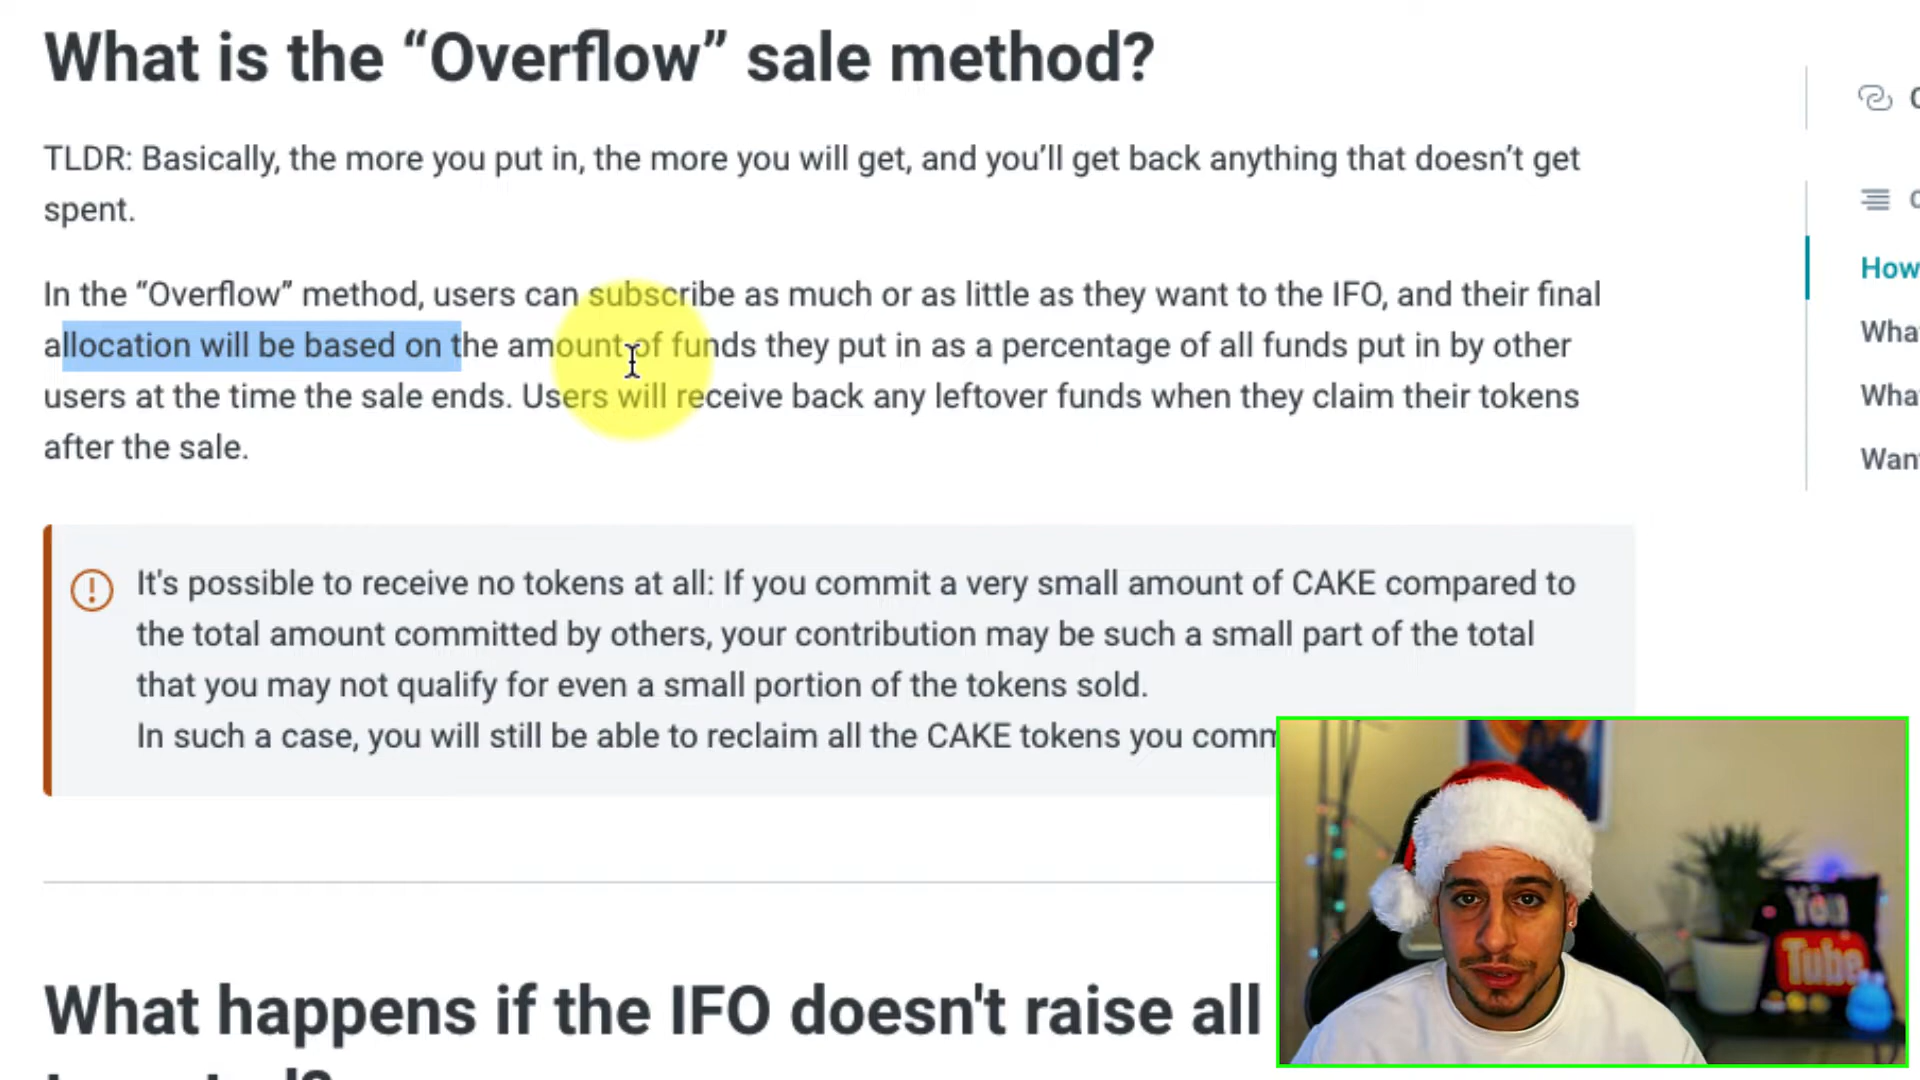 What is the “Overflow” sale method?
TLDR: Basically, the more you put in, the more you will get, and you’ll get back anything that doesn’t get
spent.
In the “Overflow” method, users can subscribe as much or as little as they want to the IFO, and their final
allocation will be based on the amount of funds they put in as a percentage of all funds put in by other
users at the time the sale ends. Users will receive back any leftover funds when they claim their tokens
after the sale.
It's possible to receive no tokens at all: If you commit a very small amount of CAKE compared to
the total amount committed by others, your contribution may be such a small part of the total
that you may not qualify for even a small portion of the tokens sold.
In such a case, you will still be able to reclaim all the CAKE tokens you comm
What happens if the IFO doesn't raise all
How
What
What
Want
You
Tube